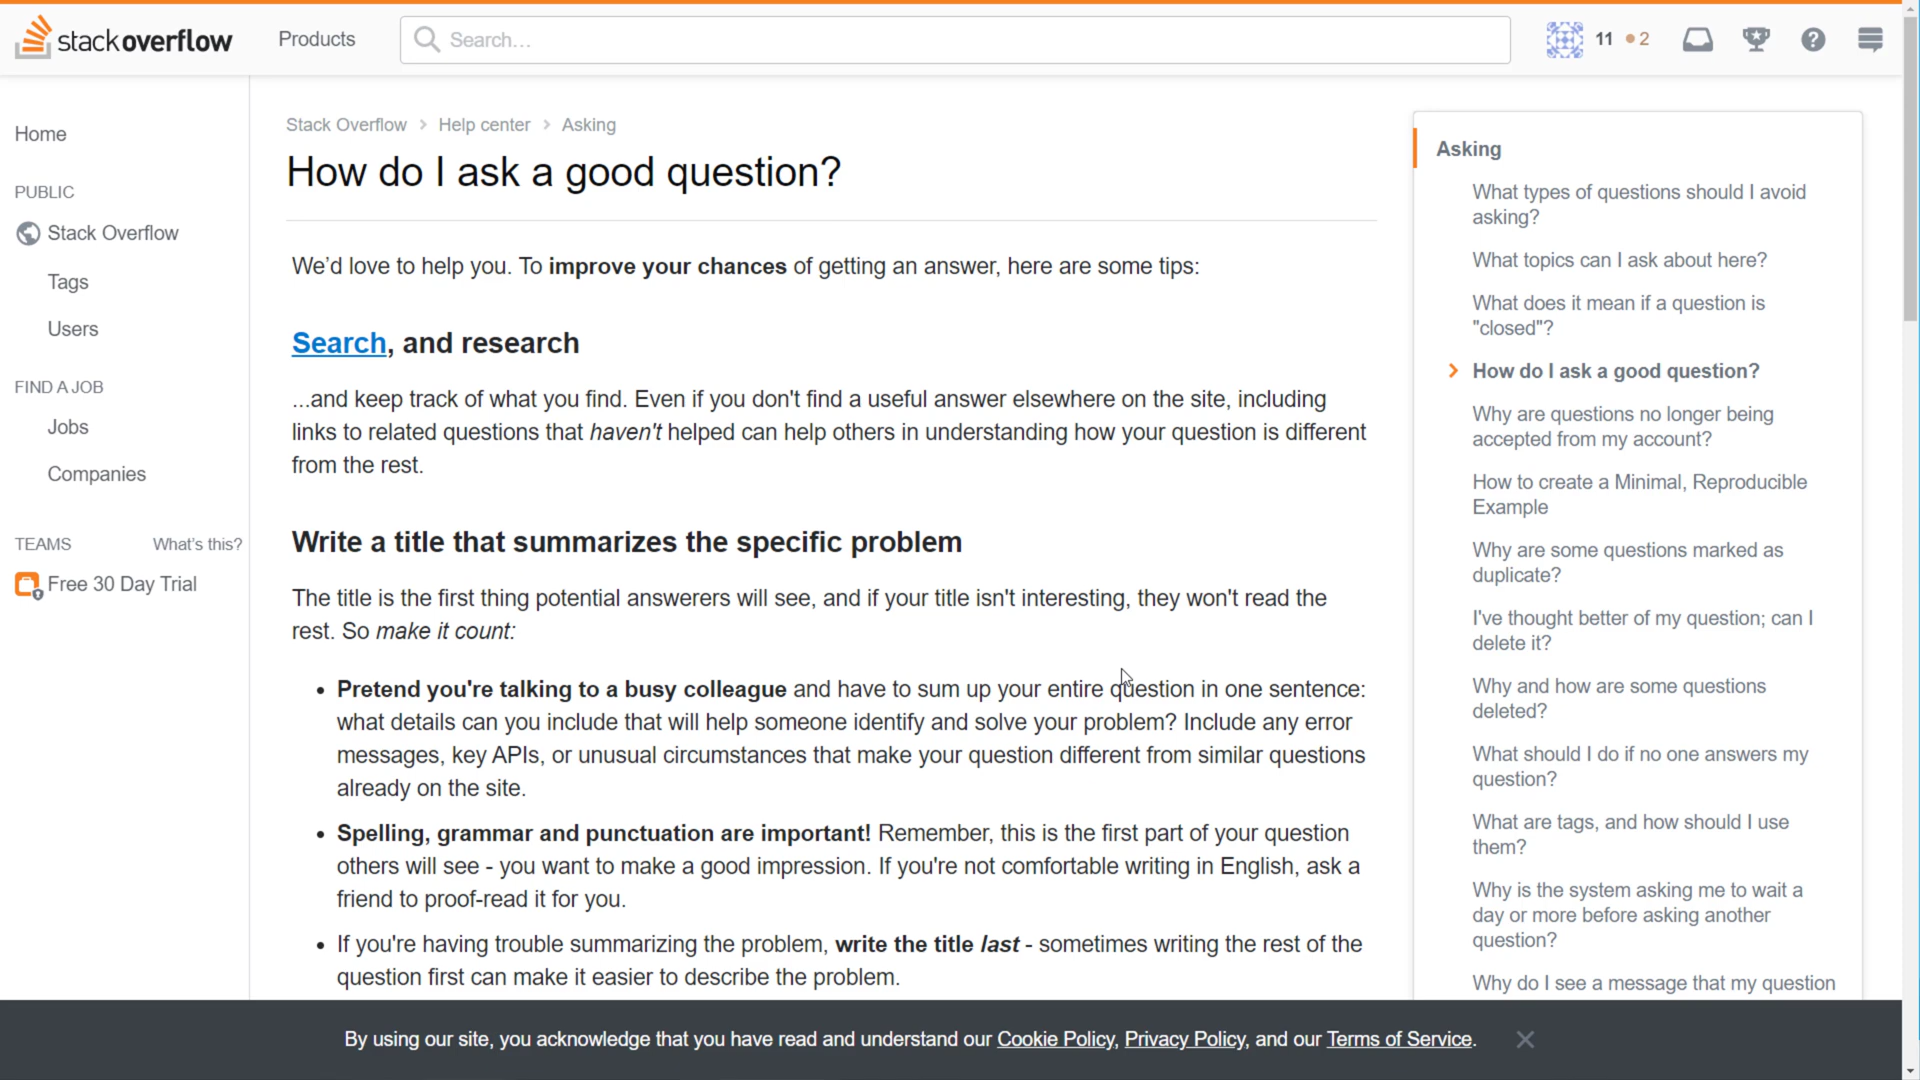 stackoverflow
Products
Search...
11
2
Home
PUBLIC
Stack Overflow
Tags
Users
FIND A JOB
Jobs
Companies
TEAMS
What's this?
Free 30 Day Trial
Stack Overflow > Help center > Asking
How do I ask a good question?
We'd love to help you. To improve your chances of getting an answer, here are some tips:
Search, and research
...and keep track of what you find. Even if you don't find a useful answer elsewhere on the site, including
links to related questions that haven't helped can help others in understanding how your question is different
from the rest.
Write a title that summarizes the specific problem
The title is the first thing potential answerers will see, and if your title isn't interesting, they won't read the
rest. So make it count:
• Pretend you're talking to a busy colleague and have to sum up your entire question in one sentence:
what details can you include that will help someone identify and solve your problem? Include any error
messages, key APIs, or unusual circumstances that make your question different from similar questions
already on the site.
• Spelling, grammar and punctuation are important! Remember, this is the first part of your question
others will see - you want to make a good impression. If you're not comfortable writing in English, ask a
friend to proof-read it for you.
• If you're having trouble summarizing the problem, write the title last - sometimes writing the rest of the
question first can make it easier to describe the problem.
Asking
What types of questions should I avoid
asking?
What topics can I ask about here?
What does it mean if a question is
"closed"?
How do I ask a good question?
Why are questions no longer being
accepted from my account?
How to create a Minimal, Reproducible
Example
Why are some questions marked as
duplicate?
I've thought better of my question; can I
delete it?
Why and how are some questions
deleted?
What should I do if no one answers my
question?
What are tags, and how should I use
them?
Why is the system asking me to wait a
day or more before asking another
question?
Why do I see a message that my question
By using our site, you acknowledge that you have read and understand our Cookie Policy, Privacy Policy, and our Terms of Service.